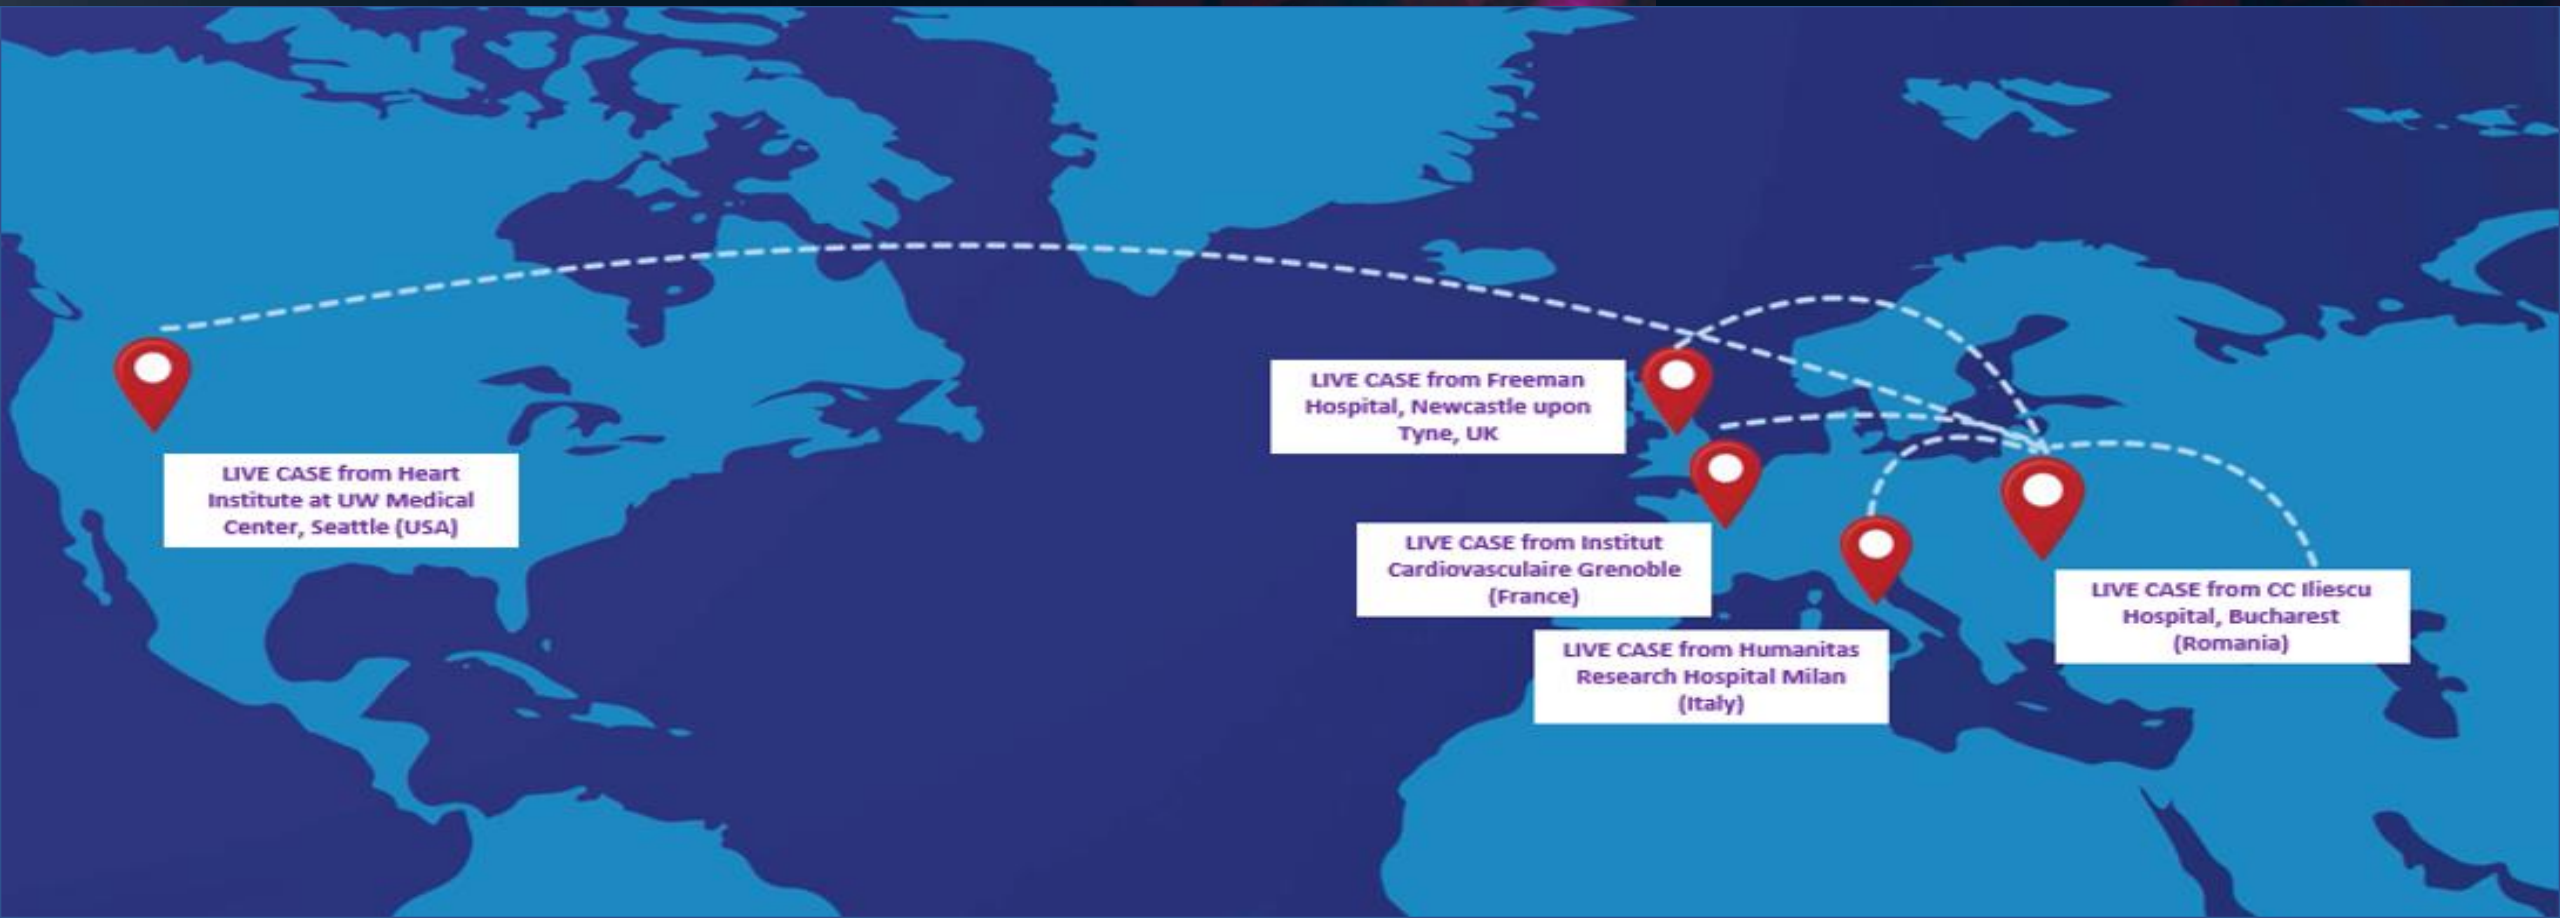 LIVE CASE from Freeman
Hospital, Newcastle upon
Tyne, UK
LIVE CASE from Heart
Institute at UW Medical
Center, Seattle (USA)
LIVE CASE from Institut
Cardiovasculaire Grenoble
(France)
LIVE CASE from CC Iliescu
Hospital, Bucharest
(Romania)
LIVE CASE from Humanitas
Research Hospital Milan
(Italy)